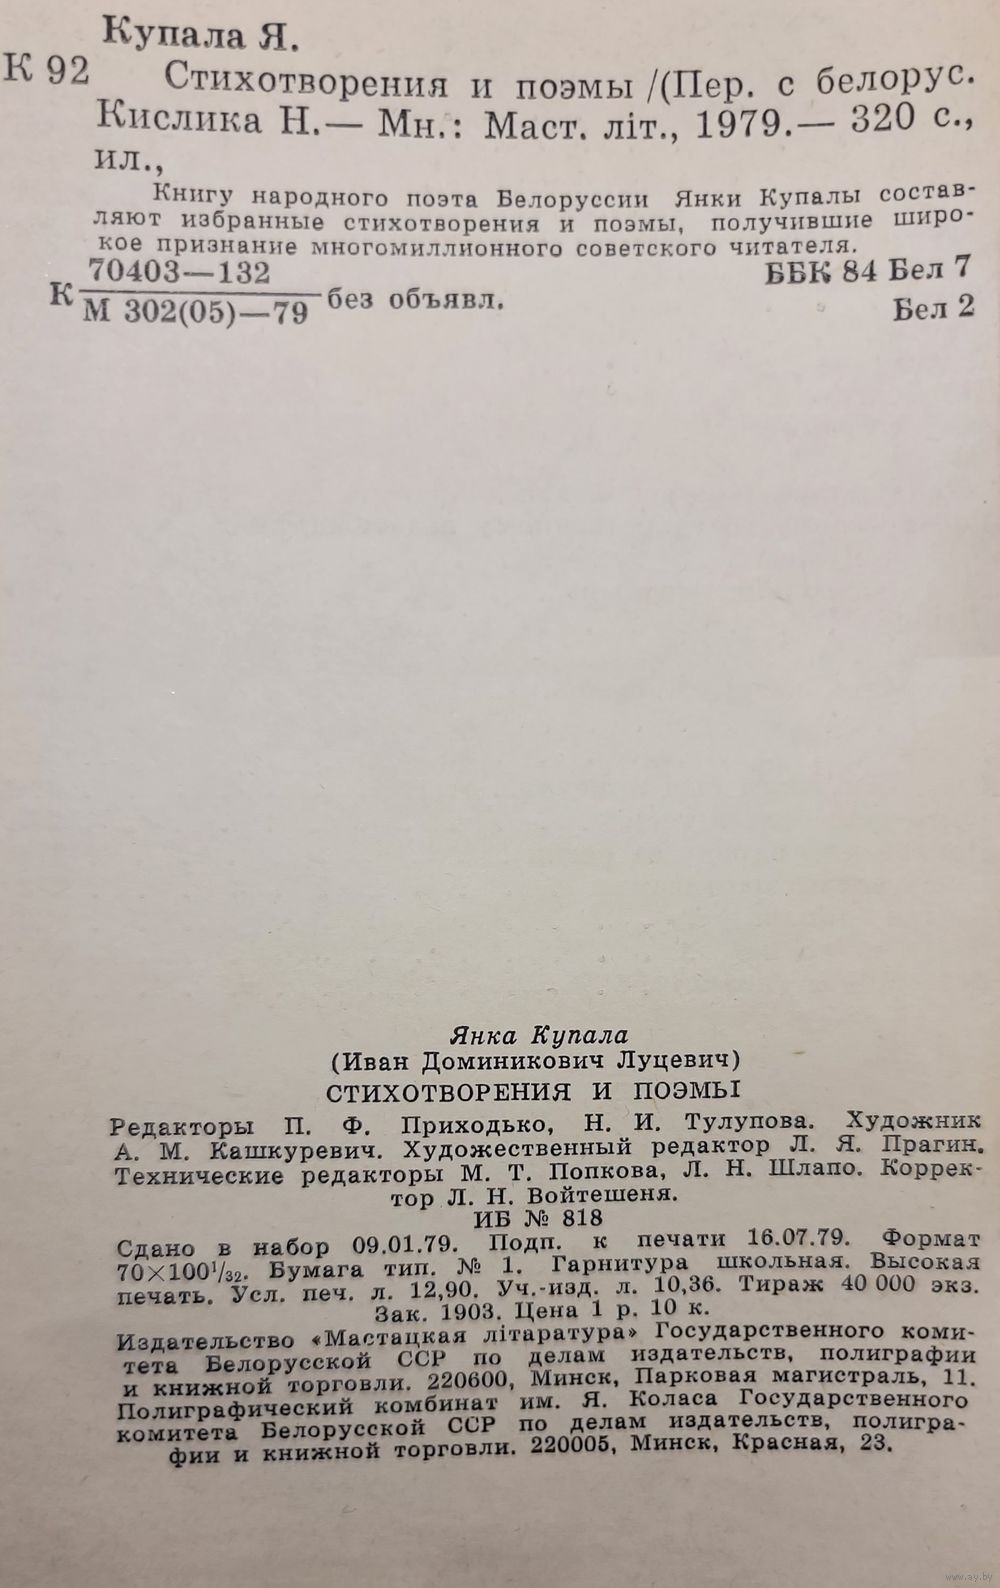 Купала Я.
К 92 Стихотворения и поэмы /(Пер. с белорус.
Кислика Н.— Мн.: Маст. літ., 1979.— 320 с.,
ил.,
Книгу народного поэта Белоруссии Янки Купалы состав-
ляют избранные стихотворения и поэмы, получившие широ-
кое признание многомиллионного советского читателя.
70403—132
К без объявл.
М 302(05)—79
ББК 84 Бел 7
Бел 2
Янка Купала
(Иван Доминикович Луцевич)
СТИХОТВОРЕНИЯ И ПОЭМЫ
Редакторы П. Ф. Приходько, Н. И. Тулупова. Художник
А. М. Кашкуревич. Художественный редактор Л. Я. Прагин.
Технические редакторы М. Т. Попкова, Л. Н. Шлапо. Коррек-
тор Л. Н. Войтешеня.
ИБ № 818
Сдано в набор 09.01.79. Подп. к печати 16.07.79. Формат
70×100¹/₃₂. Бумага тип. № 1. Гарнитура школьная. Высокая
печать. Усл. печ. л. 12,90. Уч.-изд. л. 10,36. Тираж 40 000 экз.
Зак. 1903. Цена 1 р. 10 к.
Издательство «Мастацкая літаратура» Государственного коми-
тета Белорусской ССР по делам издательств, полиграфии
и книжной торговли. 220600, Минск, Парковая магистраль, 11.
Полиграфический комбинат им. Я. Коласа Государственного
комитета Белорусской ССР по делам издательств, полигра-
фии и книжной торговли. 220005, Минск, Красная, 23.
www.ay.by